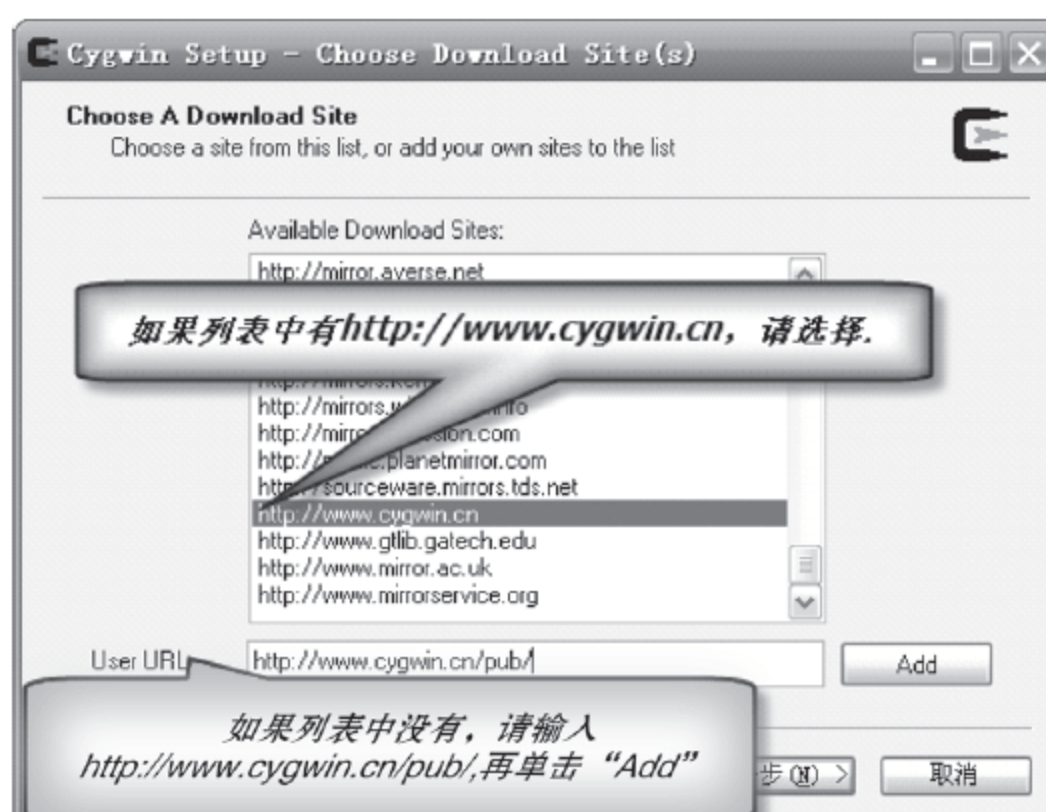 Cygwin Setup - Choose Download Site(s)
Choose A Download Site
Choose a site from this list, or add your own sites to the list
Available Download Sites:
http://mirror.averse.net
如果列表中有http://www.cygwin.cn，请选择.
http://mirrors.
http://planetmirror.com
http://sourceware.mirrors.tds.net
http://www.cygwin.cn
http://www.gtlib.gatech.edu
http://www.mirror.ac.uk
http://www.mirrorservice.org
User URL
http://www.cygwin.cn/pub/
Add
如果列表中没有，请输入
http://www.cygwin.cn/pub/,再单击“Add”
步(N) >
取消